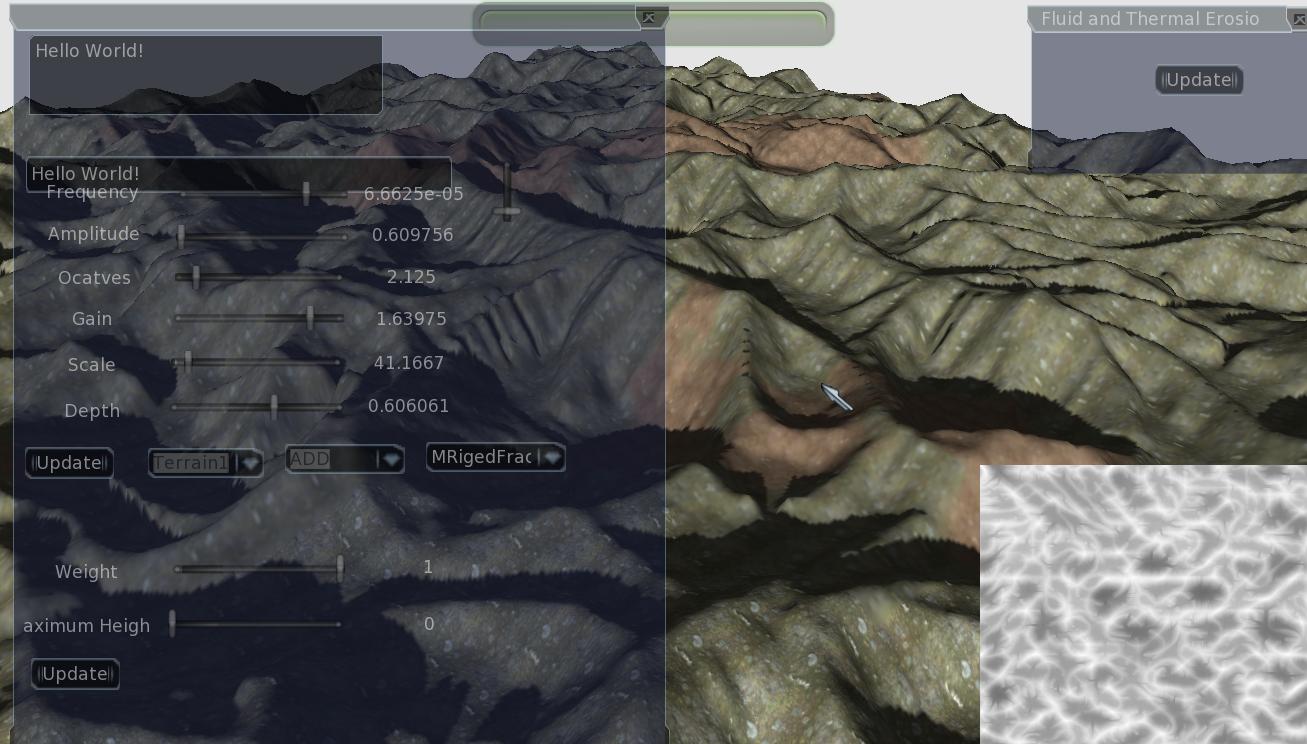 Fluid and Thermal Erosio
Hello World!
Update
Hello World!
Frequency 6.6625e-05
Amplitude 0.609756
Ocatves 2.125
Gain 1.63975
Scale 41.1667
Depth 0.606061
Update Terrain1 ADD MRigedFrac
Weight 1
aximum Heigh 0
Update